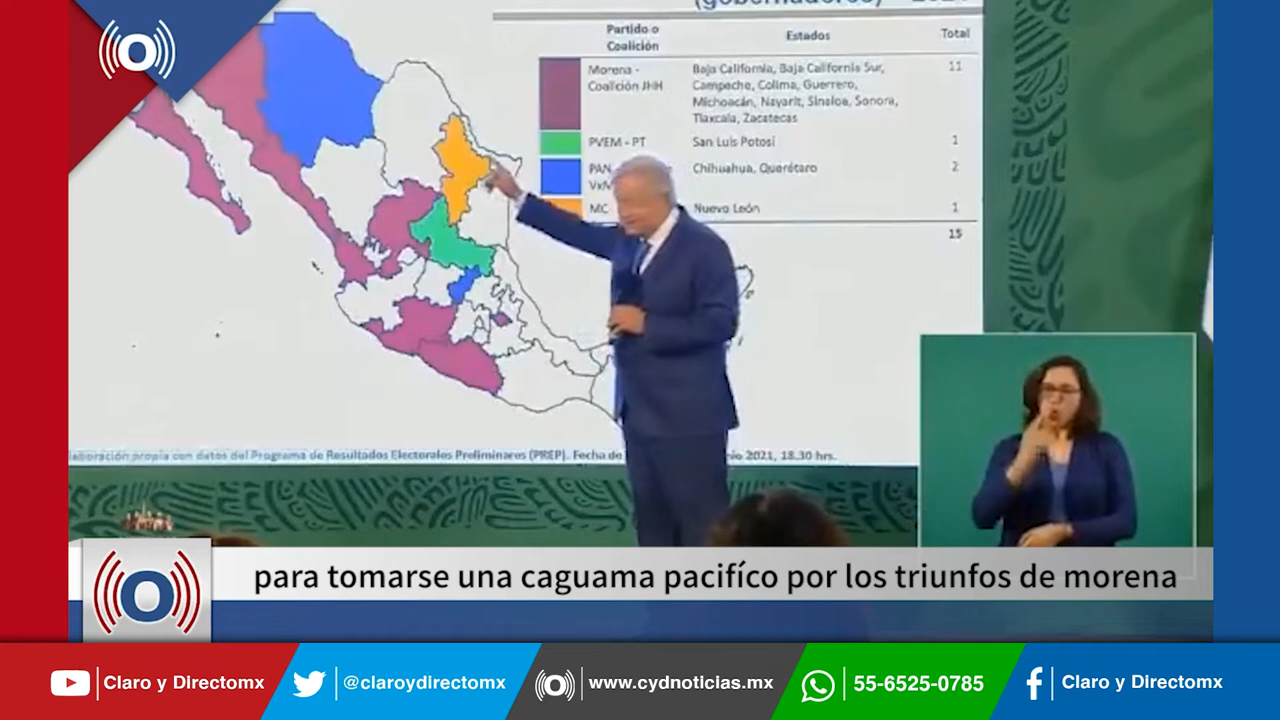 Partido o
Coalición
Estados
Total
Morena -
Coalición JHH
Baja California, Baja California Sur,
Campeche, Colima, Guerrero,
Michoacán, Nayarit, Sinaloa, Sonora,
Tlaxcala, Zacatecas
11
PVEM - PT
San Luis Potosí
1
PAN
Chihuahua, Querétaro
2
MC
Nuevo León
1
15
laboración propia con datos del Programa de Resultados Electorales Preliminares (PREP). Fecha de
nio 2021, 18.30 hrs.
para tomarse una caguama pacifíco por los triunfos de morena
Claro y Directomx
@claroydirectomx
www.cydnoticias.mx
55-6525-0785
Claro y Directomx